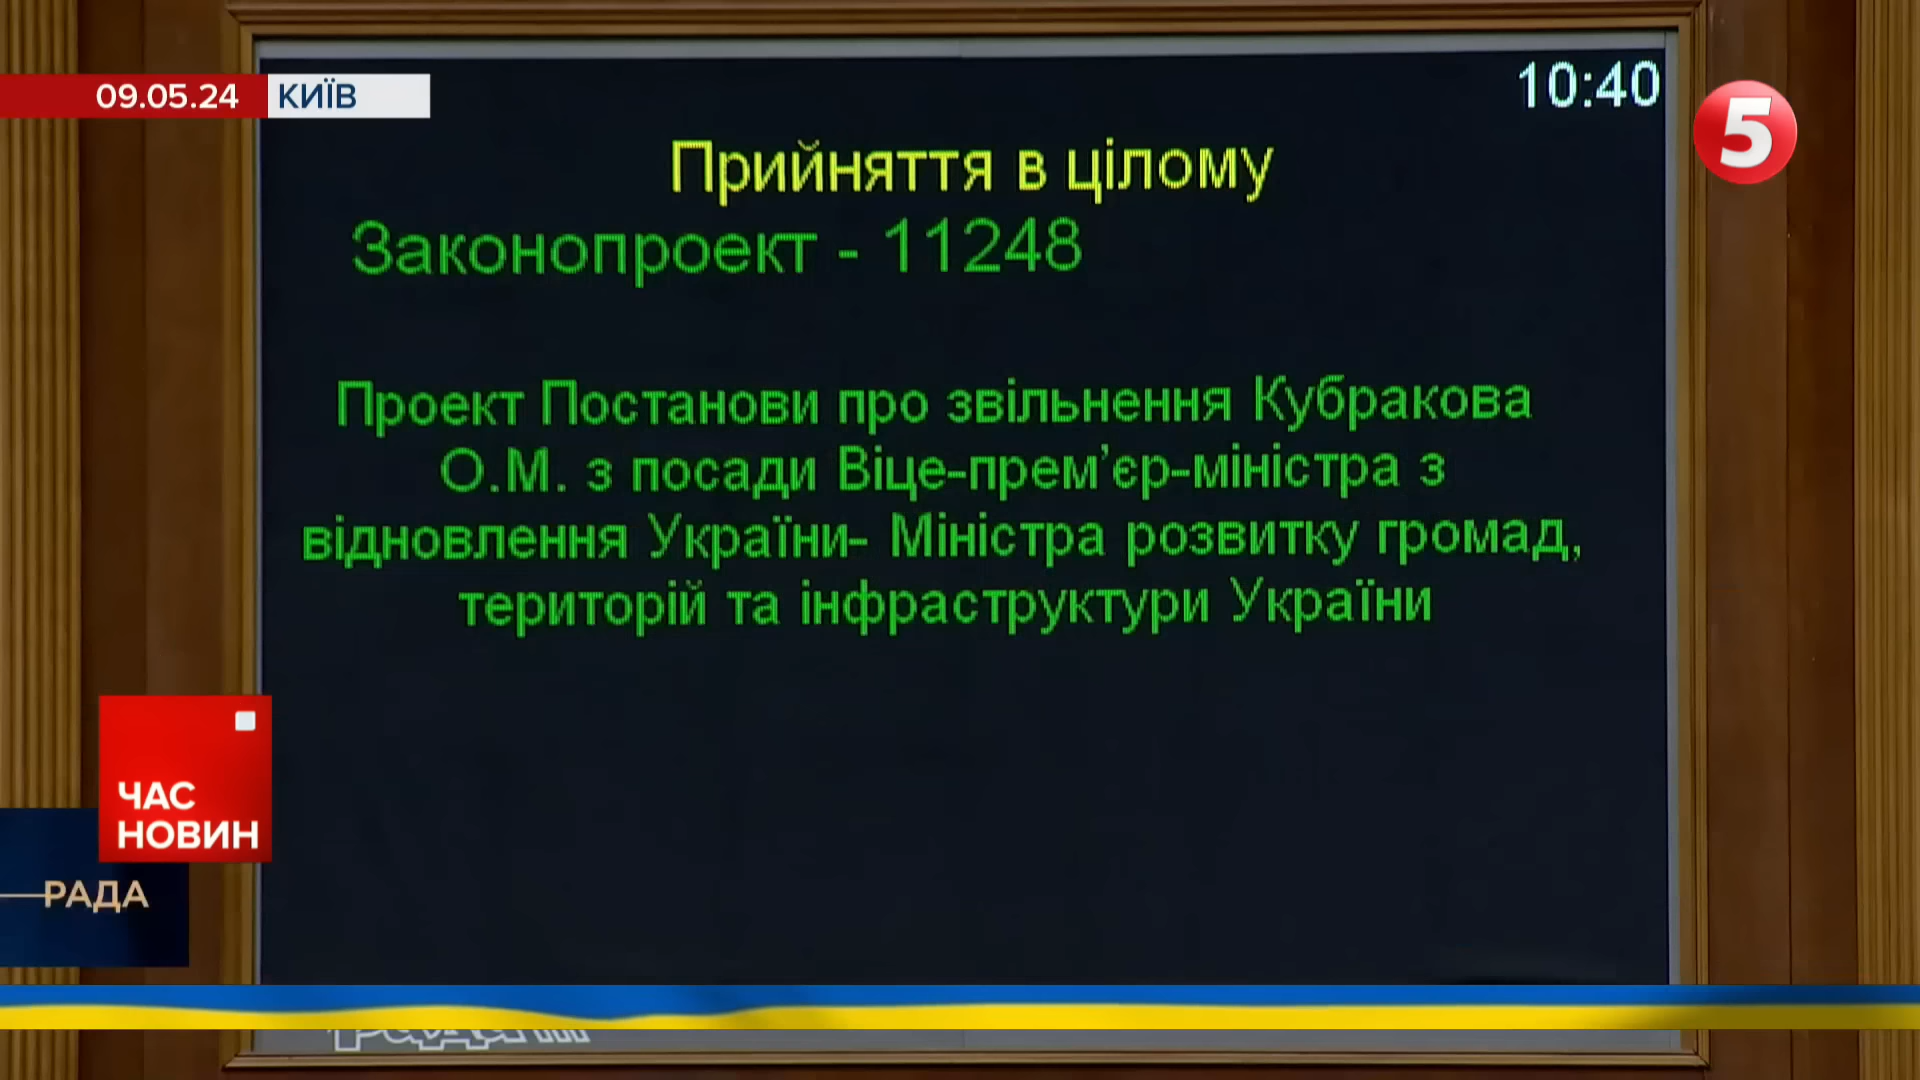 09.05.24 КИЇВ
10:40
5
Прийняття в цілому
Законопроект - 11248
Проект Постанови про звільнення Кубракова
О.М. з посади Віце-прем’єр-міністра з
відновлення України- Міністра розвитку громад,
територій та інфраструктури України
ЧАС
НОВИН
РАДА